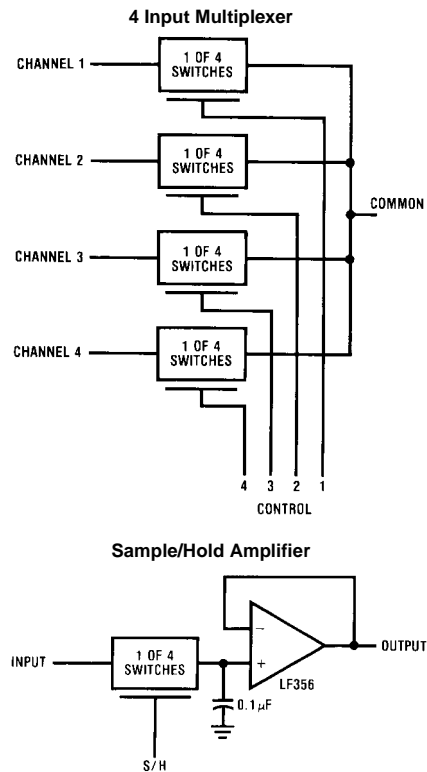 4 Input Multiplexer
CHANNEL 1
1 OF 4
SWITCHES
CHANNEL 2
1 OF 4
SWITCHES
COMMON
CHANNEL 3
1 OF 4
SWITCHES
CHANNEL 4
1 OF 4
SWITCHES
4 3 2 1
CONTROL
Sample/Hold Amplifier
INPUT
1 OF 4
SWITCHES
−
+
LF356
OUTPUT
0.1 μF
S/H